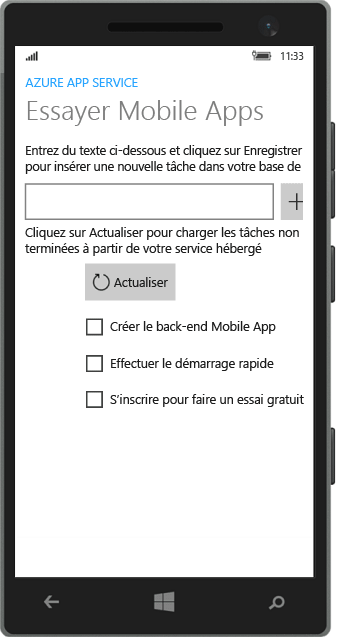 11:33
AZURE APP SERVICE
Essayer Mobile Apps
Entrez du texte ci-dessous et cliquez sur Enregistrer
pour insérer une nouvelle tâche dans votre base de
Cliquez sur Actualiser pour charger les tâches non
terminées à partir de votre service hébergé
Actualiser
Créer le back-end Mobile App
Effectuer le démarrage rapide
S’inscrire pour faire un essai gratuit